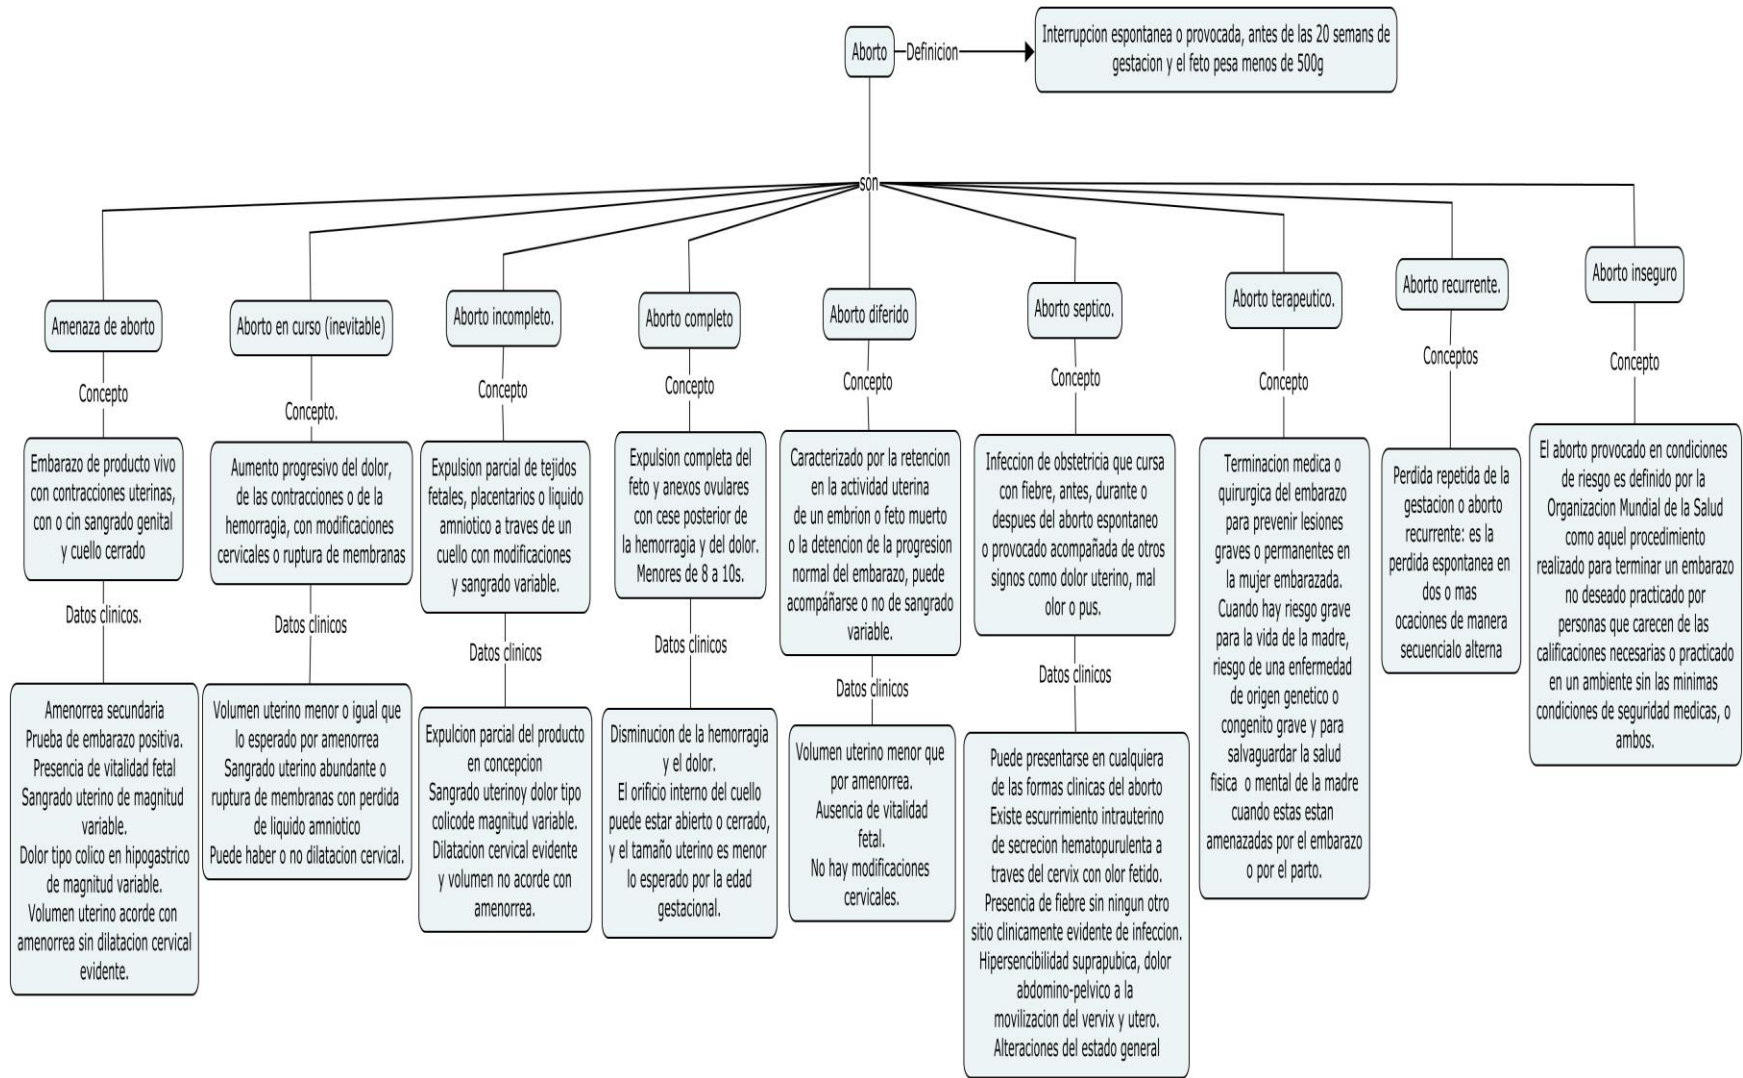 Aborto
Definicion
Interrupcion espontanea o provocada, antes de las 20 semans de
gestacion y el feto pesa menos de 500g
son
Amenaza de aborto
Concepto
Embarazo de producto vivo
con contracciones uterinas,
con o cin sangrado genital
y cuello cerrado
Datos clinicos.
Amenorrea secundaria
Prueba de embarazo positiva.
Presencia de vitalidad fetal
Sangrado uterino de magnitud
variable.
Dolor tipo colico en hipogastrico
de magnitud variable.
Volumen uterino acorde con
amenorrea sin dilatacion cervical
evidente.
Aborto en curso (inevitable)
Concepto.
Aumento progresivo del dolor,
de las contracciones o de la
hemorragia, con modificaciones
cervicales o ruptura de membranas
Datos clinicos
Volumen uterino menor o igual que
lo esperado por amenorrea
Sangrado uterino abundante o
ruptura de membranas con perdida
de liquido amniotico
Puede haber o no dilatacion cervical.
Aborto incompleto.
Concepto
Expulsion parcial de tejidos
fetales, placentarios o liquido
amniotico a traves de un
cuello con modificaciones
y sangrado variable.
Datos clinicos
Expulcion parcial del producto
en concepcion
Sangrado uterinoy dolor tipo
colicode magnitud variable.
Dilatacion cervical evidente
y volumen no acorde con
amenorrea.
Aborto completo
Concepto
Expulsion completa del
feto y anexos ovulares
con cese posterior de
la hemorragia y del dolor.
Menores de 8 a 10s.
Datos clinicos
Disminucion de la hemorragia
y el dolor.
El orificio interno del cuello
puede estar abierto o cerrado,
y el tamaño uterino es menor
lo esperado por la edad
gestacional.
Aborto diferido
Concepto
Caracterizado por la retencion
en la actividad uterina
de un embrion o feto muerto
o la detencion de la progresion
normal del embarazo, puede
acompáñarse o no de sangrado
variable.
Datos clinicos
Volumen uterino menor que
por amenorrea.
Ausencia de vitalidad
fetal.
No hay modificaciones
cervicales.
Aborto septico.
Concepto
Infeccion de obstetricia que cursa
con fiebre, antes, durante o
despues del aborto espontaneo
o provocado acompañada de otros
signos como dolor uterino, mal
olor o pus.
Datos clinicos
Puede presentarse en cualquiera
de las formas clinicas del aborto
Existe escurrimiento intrauterino
de secrecion hematopurulenta a
traves del cervix con olor fetido.
Presencia de fiebre sin ningun otro
sitio clinicamente evidente de infeccion.
Hipersencibilidad suprapubica, dolor
abdomino-pelvico a la
movilizacion del vervix y utero.
Alteraciones del estado general
Aborto terapeutico.
Concepto
Terminacion medica o
quirurgica del embarazo
para prevenir lesiones
graves o permanentes en
la mujer embarazada.
Cuando hay riesgo grave
para la vida de la madre,
riesgo de una enfermedad
de origen genetico o
congenito grave y para
salvaguardar la salud
fisica o mental de la madre
cuando estas estan
amenazadas por el embarazo
o por el parto.
Aborto recurrente.
Conceptos
Perdida repetida de la
gestacion o aborto
recurrente: es la
perdida espontanea en
dos o mas
ocaciones de manera
secuencialo alterna
Aborto inseguro
Concepto
El aborto provocado en condiciones
de riesgo es definido por la
Organizacion Mundial de la Salud
como aquel procedimiento
realizado para terminar un embarazo
no deseado practicado por
personas que carecen de las
calificaciones necesarias o practicado
en un ambiente sin las minimas
condiciones de seguridad medicas, o
ambos.